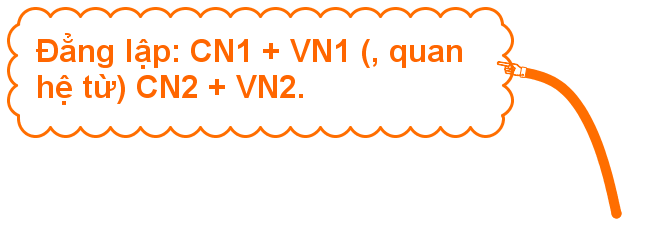 Đẳng lập: CN1 + VN1 (, quan
hệ từ) CN2 + VN2.